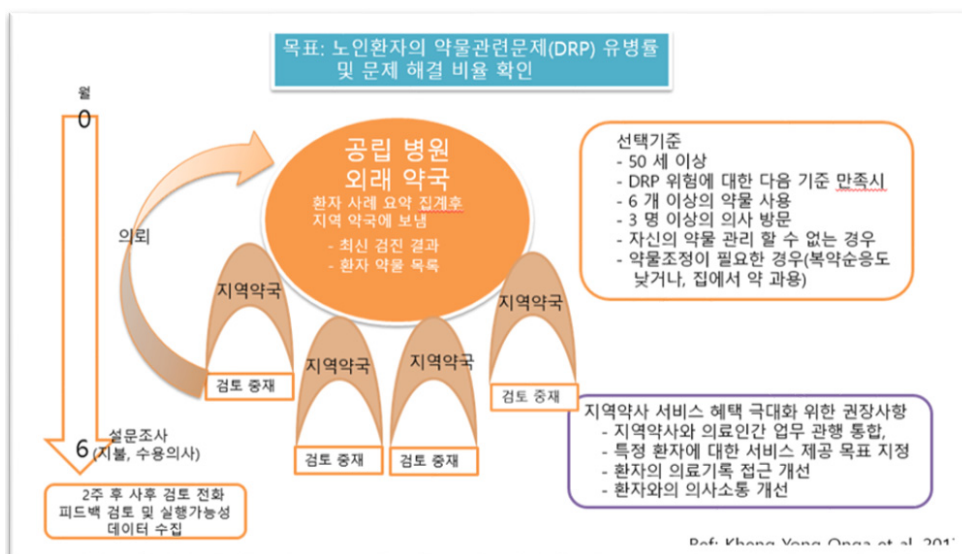 목표: 노인환자의 약물관련문제(DRP) 유병률
및 문제 해결 비율 확인
월
0
공립 병원
외래 약국
환자 사례 요약 집계후
지역 약국에 보냄
- 최신 검진 결과
- 환자 약물 목록
선택기준
- 50 세 이상
- DRP 위험에 대한 다음 기준 만족시
- 6 개 이상의 약물 사용
- 3 명 이상의 의사 방문
- 자신의 약물 관리 할 수 없는 경우
- 약물조정이 필요한 경우(복약순응도
낮거나, 집에서 약 과용)
의뢰
지역약국
지역약국
지역약국
지역약국
검토 중재
검토 중재
검토 중재
검토 중재
지역약사 서비스 혜택 극대화 위한 권장사항
- 지역약사와 의료인간 업무 관행 통합,
- 특정 환자에 대한 서비스 제공 목표 지정
- 환자의 의료기록 접근 개선
- 환자와의 의사소통 개선
6
설문조사
(지불, 수용의사)
2주 후 사후 검토 전화
피드백 검토 및 실행가능성
데이터 수집
Ref: Kheng Yong
et al